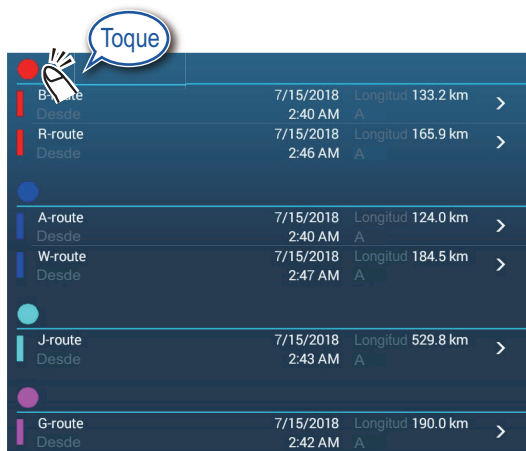 Toque
B-route 7/15/2018 Longitud 133.2 km
Desde 2:40 AM A
R-route 7/15/2018 Longitud 165.9 km
Desde 2:46 AM A
A-route 7/15/2018 Longitud 124.0 km
Desde 2:40 AM A
W-route 7/15/2018 Longitud 184.5 km
Desde 2:47 AM A
J-route 7/15/2018 Longitud 529.8 km
Desde 2:43 AM A
G-route 7/15/2018 Longitud 190.0 km
Desde 2:42 AM A